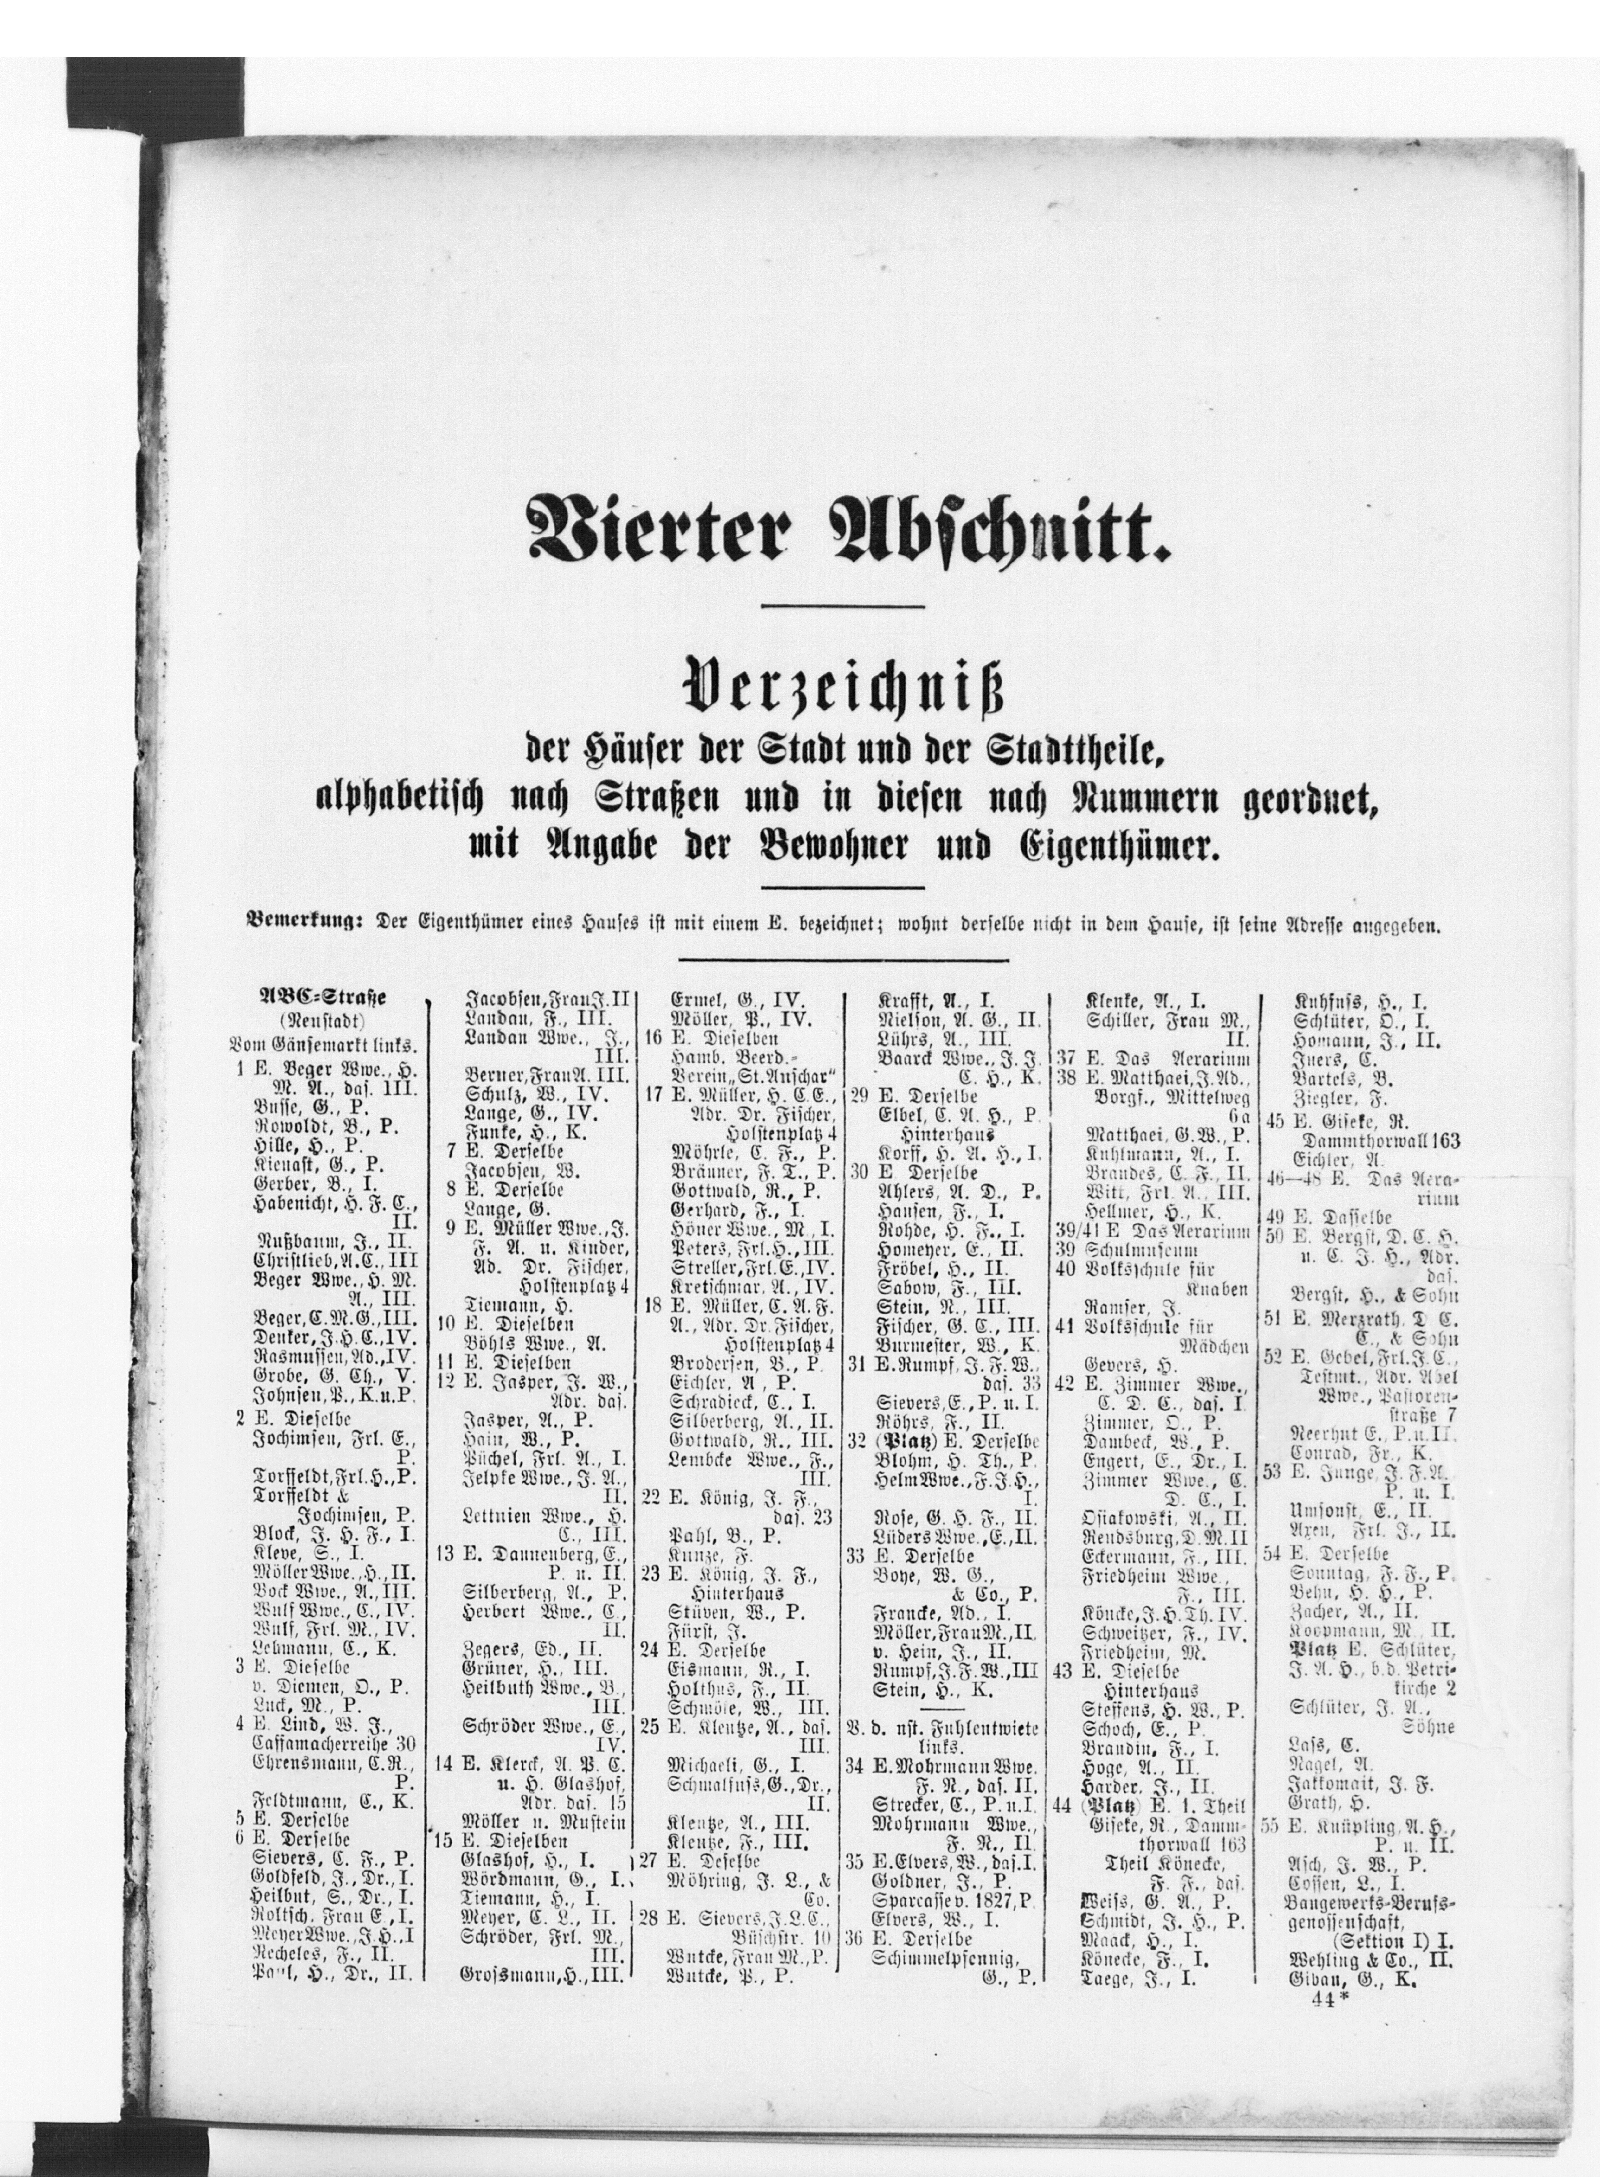 Vierter Abschnitt.
Verzeichniß
der Häuser der Stadt und der Stadttheile,
alphabetisch nach Straßen und in diesen nach Nummern geordnet,
mit Angabe der Bewohner und Eigenthümer.
Bemerkung: Der Eigenthümer eines Hauses ist mit einem E. bezeichnet; wohnt derselbe nicht in dem Hause, ist seine Adresse angegeben.
ABC-Straße
(Neustadt)
Vom Gänsemarkt links.
1 E. Beger Wwe., H.
M. A., das. III.
Busse, G., P.
Rowoldt, B., P.
Hille, H., P.
Kienast, G., P.
Gerber, B., I.
Habenicht, H. F. C.,
II.
Nußbaum, J., II.
Christlieb, A. C., III
Beger Wwe., H. M.
A., III.
Beger, C. M. G., III.
Denker, J. H. C., IV.
Rasmussen, Ad., IV.
Grobe, G. Ch., V.
Johnsen, P., K. u. P.
2 E. Dieselbe
Jochimsen, Frl. E.,
P.
Torffeldt, Frl. H., P.
Torffeldt &
Jochimsen, P.
Block, J. H. F., I.
Kleve, S., I.
Möller Wwe., H., II.
Bock Wwe., A., III.
Wulf Wwe., C., IV.
Wulf, Frl. M., IV.
Lehmann, C., K.
3 E. Dieselbe
v. Diemen, O., P.
Luck, M., P.
4 E. Lind, W. J.,
Caffamacherreihe 30
Ehrensmann, C. R.,
P.
Feldtmann, C., K.
5 E. Derselbe
6 E. Derselbe
Sievers, C. F., P.
Goldfeld, J., Dr., I.
Heilbut, S., Dr., I.
Roltsch, Frau E., I.
Meyer Wwe., J. H., I
Necheles, F., II.
Paul, H., Dr., II.
Jacobsen, Frau J. II
Landau, F., III.
Landau Wwe., J.,
III.
Berner, Frau A. III.
Schulz, W., IV.
Lange, G., IV.
Funke, H., K.
7 E. Derselbe
Jacobsen, W.
8 E. Derselbe
Lange, G.
9 E. Müller Wwe., J.
F. A. u. Kinder,
Ad. Dr. Fischer,
Holstenplatz 4
Tiemann, H.
10 E. Dieselben
Böhls Wwe., A.
11 E. Dieselben
12 E. Jasper, J. W.,
Adr. das.
Jasper, A., P.
Hain, W., P.
Püchel, Frl. A., I.
Jelpke Wwe., J. A.,
II.
Lettnien Wwe., H.
C., III.
13 E. Dannenberg, E.,
P. u. II.
Silberberg, A., P.
Herbert Wwe., C.,
II.
Zegers, Ed., II.
Grüner, H., III.
Heilbuth Wwe., B.,
III.
Schröder Wwe., E.,
IV.
14 E. Klerck, A. P. C.
u. H. Glashof,
Adr. das. 15
Möller u. Mustein
15 E. Dieselben
Glashof, H., I.
Wördmann, G., I.
Tiemann, H., I.
Meyer, C. L., II.
Schröder, Frl. M.,
III.
Grossmann, H., III.
Ermel, G., IV.
Möller, P., IV.
16 E. Dieselben
Hamb. Beerd.-
Verein „St. Anschar“
17 E. Müller, H. C. E.,
Adr. Dr. Fischer,
Holstenplatz 4
Möhrle, C. F., P.
Bräuner, F. T., P.
Gottwald, R., P.
Gerhard, F., I.
Höner Wwe., M., I.
Peters, Frl. H., III.
Streller, Frl. E., IV.
Kretschmar, A., IV.
18 E. Müller, C. A. F.
A., Adr. Dr. Fischer,
Holstenplatz 4
Brodersen, B., P.
Eichler, A., P.
Schradieck, C., I.
Silberberg, A., II.
Gottwald, R., III.
Lembcke Wwe., F.,
III.
22 E. König, J. F.,
das. 23
Pahl, B., P.
Kunze, F.
23 E. König, J. F.,
Hinterhaus
Stüven, W., P.
Fürst, J.
24 E. Derselbe
Eismann, R., I.
Holthus, F., II.
Schmöle, W., III.
25 E. Kleutze, A., das.
III.
Michaeli, G., I.
Schmalfuss, G., Dr.,
II.
Kleutze, A., III.
Kleutze, F., III.
27 E. Deselbe
Möhring, J. L., &
Co.
28 E. Sievers, J. L. C.,
Büschstr. 10
Wutcke, Frau M., P.
Wutcke, P., P.
Krafft, A., I.
Nielson, A. G., II.
Lührs, A., III.
Baarck Wwe., J. J.
C. H., K.
29 E. Derselbe
Elbel, C. A. H., P.
Hinterhaus
Korff, H. A. H., I.
30 E. Derselbe
Ahlers, A. D., P.
Hansen, F., I.
Rohde, H. F., I.
Homeyer, E., II.
Fröbel, H., II.
Sabow, F., III.
Stein, N., III.
Fischer, G. C., III.
Burmester, W., K.
31 E. Rumpf, J. F. W.,
das. 33
Sievers, E., P. u. I.
Röhrs, F., II.
32 (Platz) E. Derselbe
Blohm, H. Th., P.
Helm Wwe., F. J. H.,
I.
Rose, G. H. F., II.
Lüders Wwe., E., II.
33 E. Derselbe
Boye, W. G.,
& Co., P.
Francke, Ad., I.
Möller, Frau M., II.
v. Hein, J., II.
Rumpf, J. F. W., III
Stein, H., K.
V. d. nst. Fuhlentwiete
links.
34 E. Mohrmann Wwe.
F. N., das. II.
Strecker, C., P. u. I.
Mohrmann Wwe.,
F. N., II.
35 E. Elvers, W., das. I.
Goldner, J., P.
Sparcasse v. 1827, P.
Elvers, W., I.
36 E. Derselbe
Schimmelpfennig,
G., P.
Klenke, A., I.
Schiller, Frau M.,
II.
37 E. Das Aerarium
38 E. Matthaei, J. Ad.,
Borgf., Mittelweg
6a
Matthaei, G. W., P.
Kuhlmann, A., I.
Brandes, C. F., II.
Witt, Frl. A., III.
Hellmer, H., K.
39/41 E Das Aerarium
39 Schulmuseum
40 Volksschule für
Knaben
Ramser, J.
41 Volksschule für
Mädchen
Gevers, H.
42 E. Zimmer Wwe.,
C. D. C., das. I.
Zimmer, O., P.
Dambeck, W., P.
Engert, E., Dr., I.
Zimmer Wwe., C.
D. C., I.
Osiakowski, A., II.
Rendsburg, D. M. II
Eckermann, F., III.
Friedheim Wwe.,
F., III.
Köncke, J. H. Th. IV.
Schweitzer, F., IV.
Friedheim, M.
43 E. Dieselbe
Hinterhaus
Steffens, H. W., P.
Schoch, E., P.
Brandin, F., I.
Hoge, A., II.
Harder, J., II.
44 (Platz) E. 1. Theil
Giseke, R., Damm-
thorwall 163
Theil Könecke,
F. F., das.
Weiss, G. A., P.
Schmidt, J. H., P.
Maack, H., I.
Könecke, F., I.
Taege, J., I.
Kuhfuss, H., I.
Schlüter, O., I.
Homann, J., II.
Juers, C.
Bartels, B.
Ziegler, F.
45 E. Giseke, R.
Dammthorwall 163
Eichler, A.
46—48 E. Das Aera-
rium
49 E. Dasselbe
50 E. Bergst, D. C. H.
u. C. J. H., Adr.
das.
Bergst, H., & Sohn
51 E. Merzrath, D. C.
C., & Sohn
52 E. Gebel, Frl. J. C.,
Testmt., Adr. Abel
Wwe., Pastoren-
straße 7
Neerhut E., P. u. II.
Conrad, Fr., K.
53 E. Junge, J. F. A.
P. u. I.
Umsonst, E., II.
Axen, Frl. J., II.
54 E. Derselbe
Sonntag, F. F., P.
Behn, H. H., P.
Zacher, A., II.
Koopmann, M., II.
Platz E. Schlüter,
J. A. H., b. d. Petri-
kirche 2
Schlüter, J. A.,
Söhne
Lass, C.
Nagel, A.
Jatkomait, J. F.
Grath, H.
55 E. Knüpling, A. H.,
P. u. II.
Asch, J. W., P.
Cossen, L., I.
Baugewerks-Berufs-
genossenschaft,
(Sektion I) I.
Wehling & Co., II.
Givan, G., K.
44*